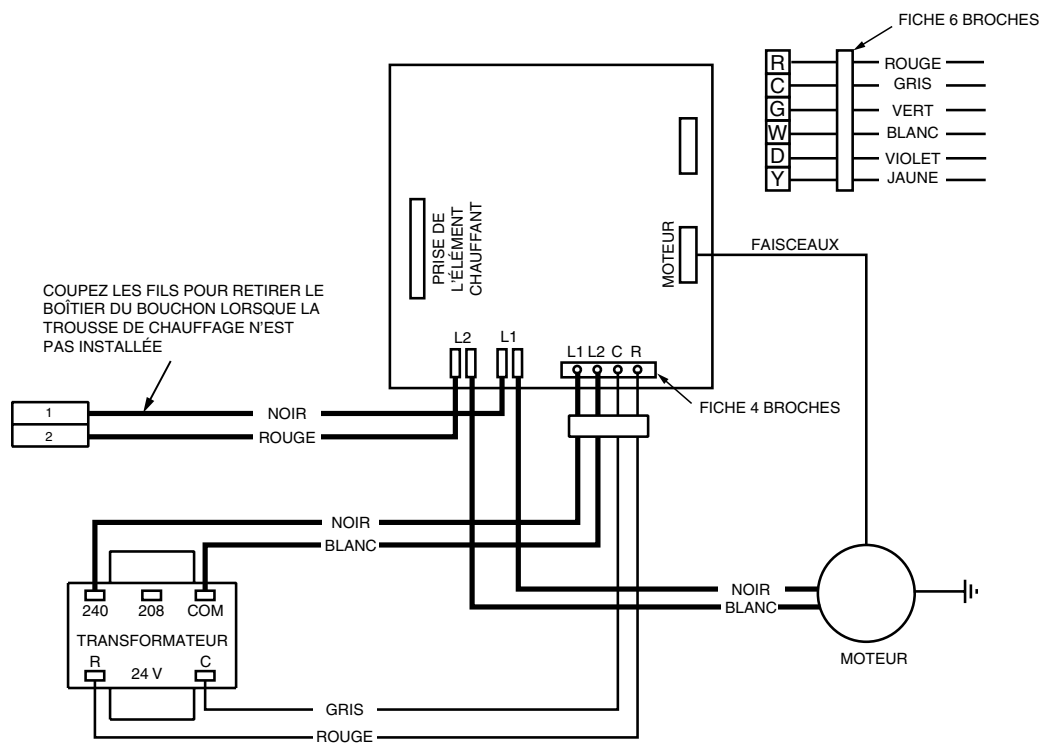 FICHE 6 BROCHES
R ROUGE
C GRIS
G VERT
W BLANC
D VIOLET
Y JAUNE
PRISE DE
L'ÉLÉMENT
CHAUFFANT
MOTEUR
FAISCEAUX
COUPEZ LES FILS POUR RETIRER LE
BOÎTIER DU BOUCHON LORSQUE LA
TROUSSE DE CHAUFFAGE N'EST
PAS INSTALLÉE
L2 L1
L1 L2 C R
FICHE 4 BROCHES
1 NOIR
2 ROUGE
NOIR
BLANC
NOIR
BLANC
240 208 COM
TRANSFORMATEUR
R 24 V C
MOTEUR
GRIS
ROUGE